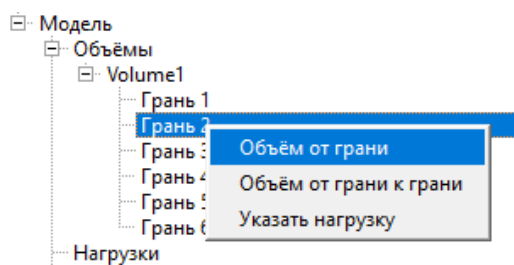 Модель
Объёмы
Volume1
Грань 1
Грань 2
Грань 3
Грань 4
Грань 5
Грань 6
Объём от грани
Объём от грани к грани
Указать нагрузку
Нагрузки